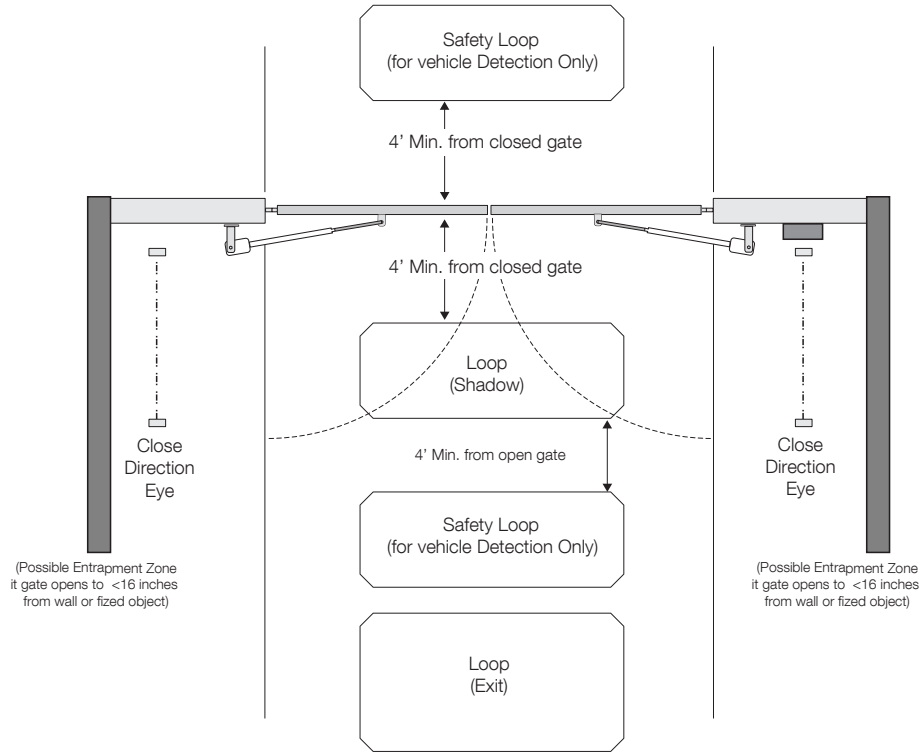 Safety Loop
(for vehicle Detection Only)
4' Min. from closed gate
4' Min. from closed gate
Loop
(Shadow)
4' Min. from open gate
Close
Direction
Eye
Close
Direction
Eye
Safety Loop
(for vehicle Detection Only)
(Possible Entrapment Zone
it gate opens to <16 inches
from wall or fized object)
(Possible Entrapment Zone
it gate opens to <16 inches
from wall or fized object)
Loop
(Exit)